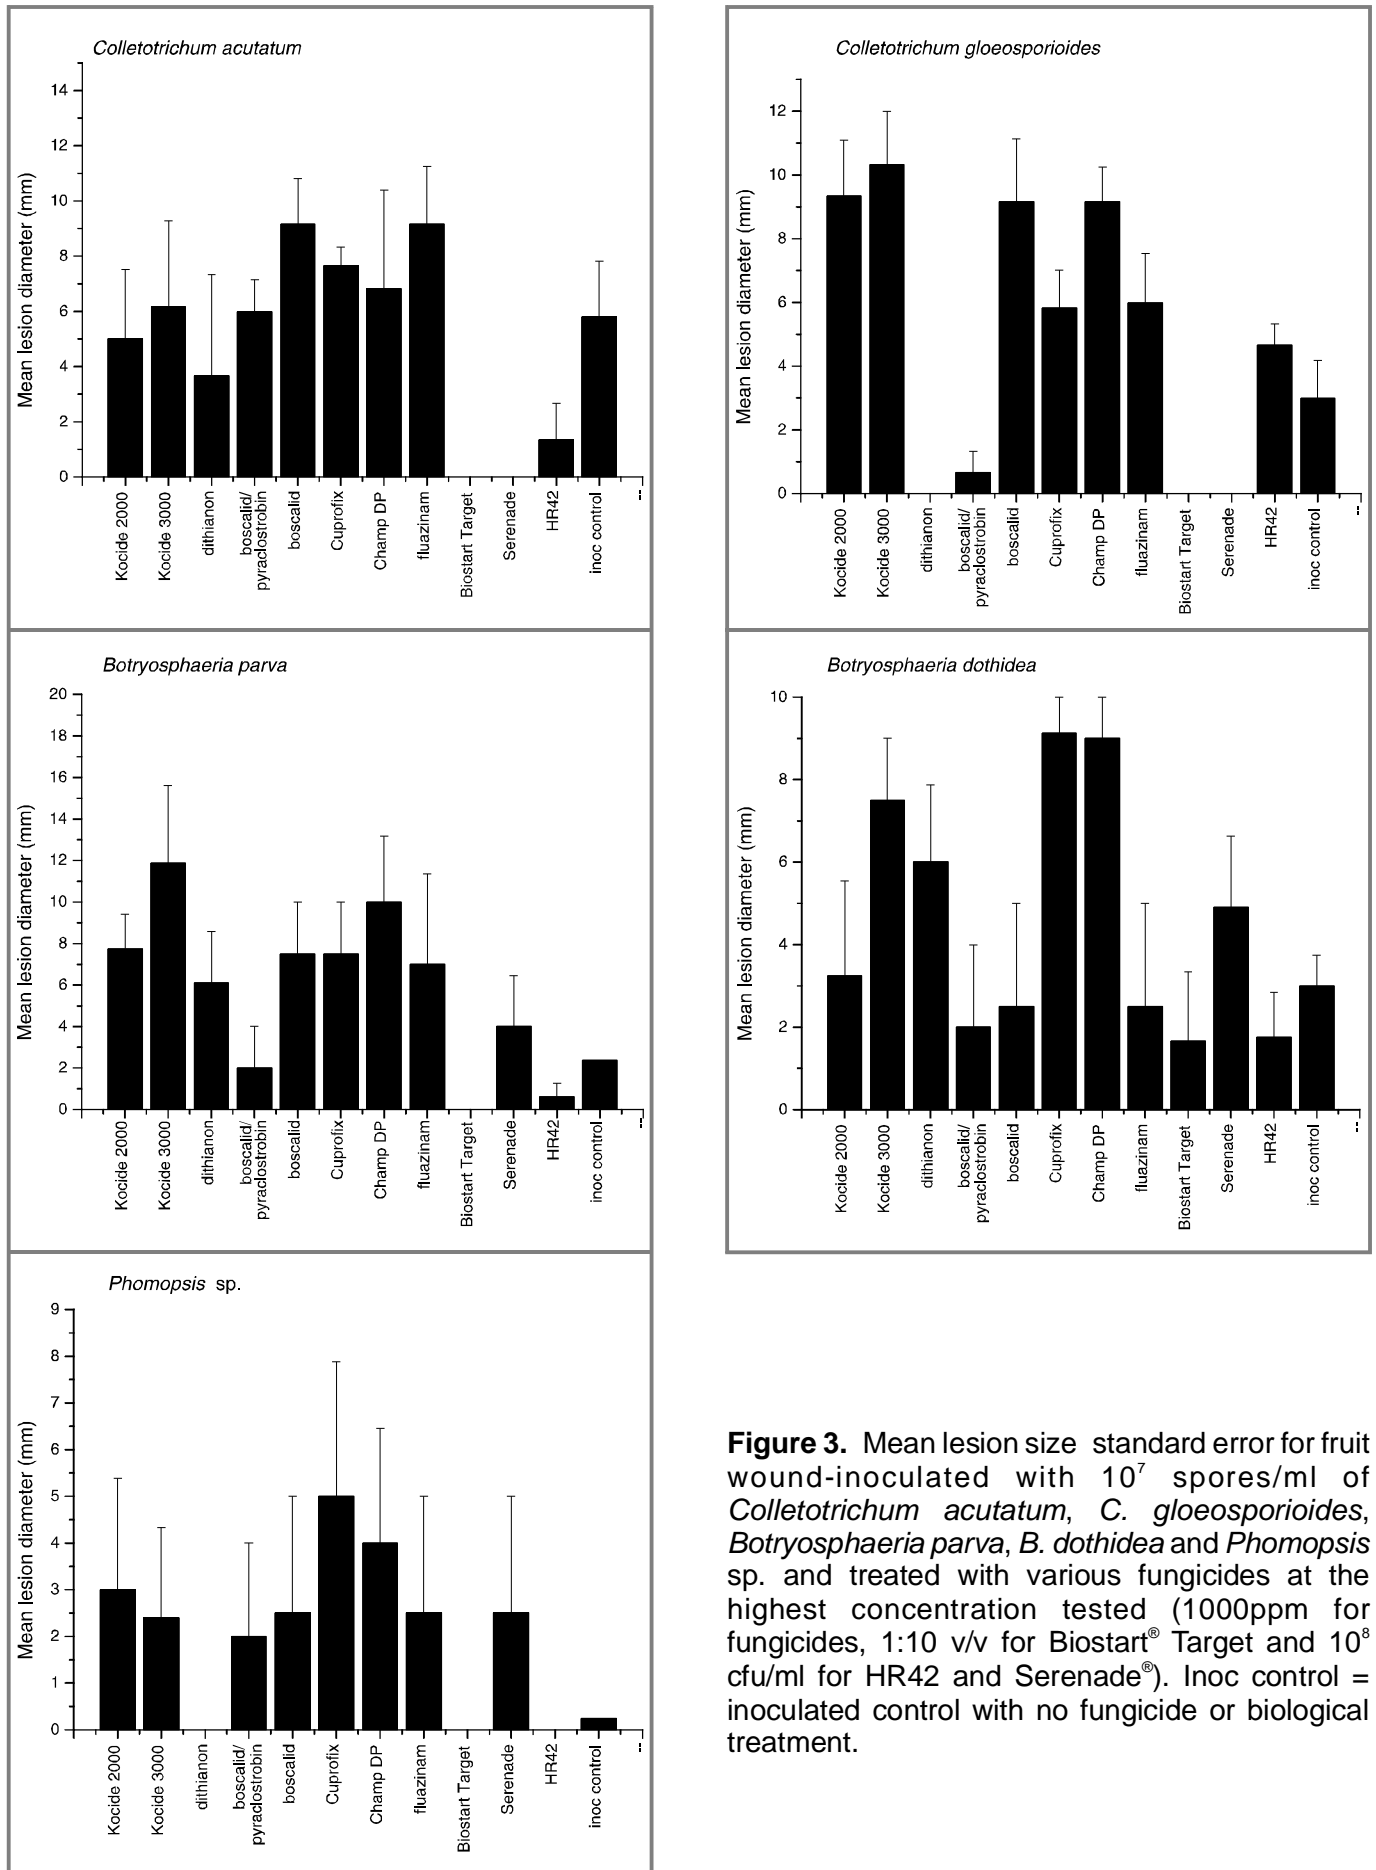 Colletotrichum acutatum
14
12
10
8
6
4
2
0
Mean lesion diameter (mm)
Kocide 2000
Kocide 3000
dithianon
boscalid/
pyraclostrobin
boscalid
Cuprofix
Champ DP
fluazinam
Biostart Target
Serenade
HR42
inoc control
--
Colletotrichum gloeosporioides
12
10
8
6
4
2
0
Mean lesion diameter (mm)
Kocide 2000
Kocide 3000
dithianon
boscalid/
pyraclostrobin
boscalid
Cuprofix
Champ DP
fluazinam
Biostart Target
Serenade
HR42
inoc control
--
Botryosphaeria parva
20
18
16
14
12
10
8
6
4
2
0
Mean lesion diameter (mm)
Kocide 2000
Kocide 3000
dithianon
boscalid/
pyraclostrobin
boscalid
Cuprofix
Champ DP
fluazinam
Biostart Target
Serenade
HR42
inoc control
--
Botryosphaeria dothidea
10
8
6
4
2
0
Mean lesion diameter (mm)
Kocide 2000
Kocide 3000
dithianon
boscalid/
pyraclostrobin
boscalid
Cuprofix
Champ DP
fluazinam
Biostart Target
Serenade
HR42
inoc control
--
Phomopsis sp.
9
8
7
6
5
4
3
2
1
0
Mean lesion diameter (mm)
Kocide 2000
Kocide 3000
dithianon
boscalid/
pyraclostrobin
boscalid
Cuprofix
Champ DP
fluazinam
Biostart Target
Serenade
HR42
inoc control
--
Figure 3. Mean lesion size standard error for fruit
wound-inoculated with 10⁷ spores/ml of
Colletotrichum acutatum, C. gloeosporioides,
Botryosphaeria parva, B. dothidea and Phomopsis
sp. and treated with various fungicides at the
highest concentration tested (1000ppm for
fungicides, 1:10 v/v for Biostart® Target and 10⁸
cfu/ml for HR42 and Serenade®). Inoc control =
inoculated control with no fungicide or biological
treatment.